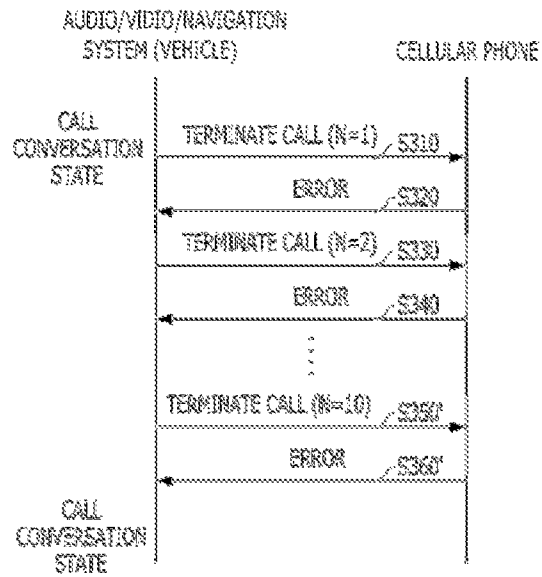 AUDIO/VIDIO/NAVIGATION
SYSTEM (VEHICLE)
CELLULAR PHONE
CALL
CONVERSATION
STATE
TERMINATE CALL (N=1)
S310
ERROR
S320
TERMINATE CALL (N=2)
S330
ERROR
S340
TERMINATE CALL (N=10)
S350'
ERROR
S360'
CALL
CONVERSATION
STATE